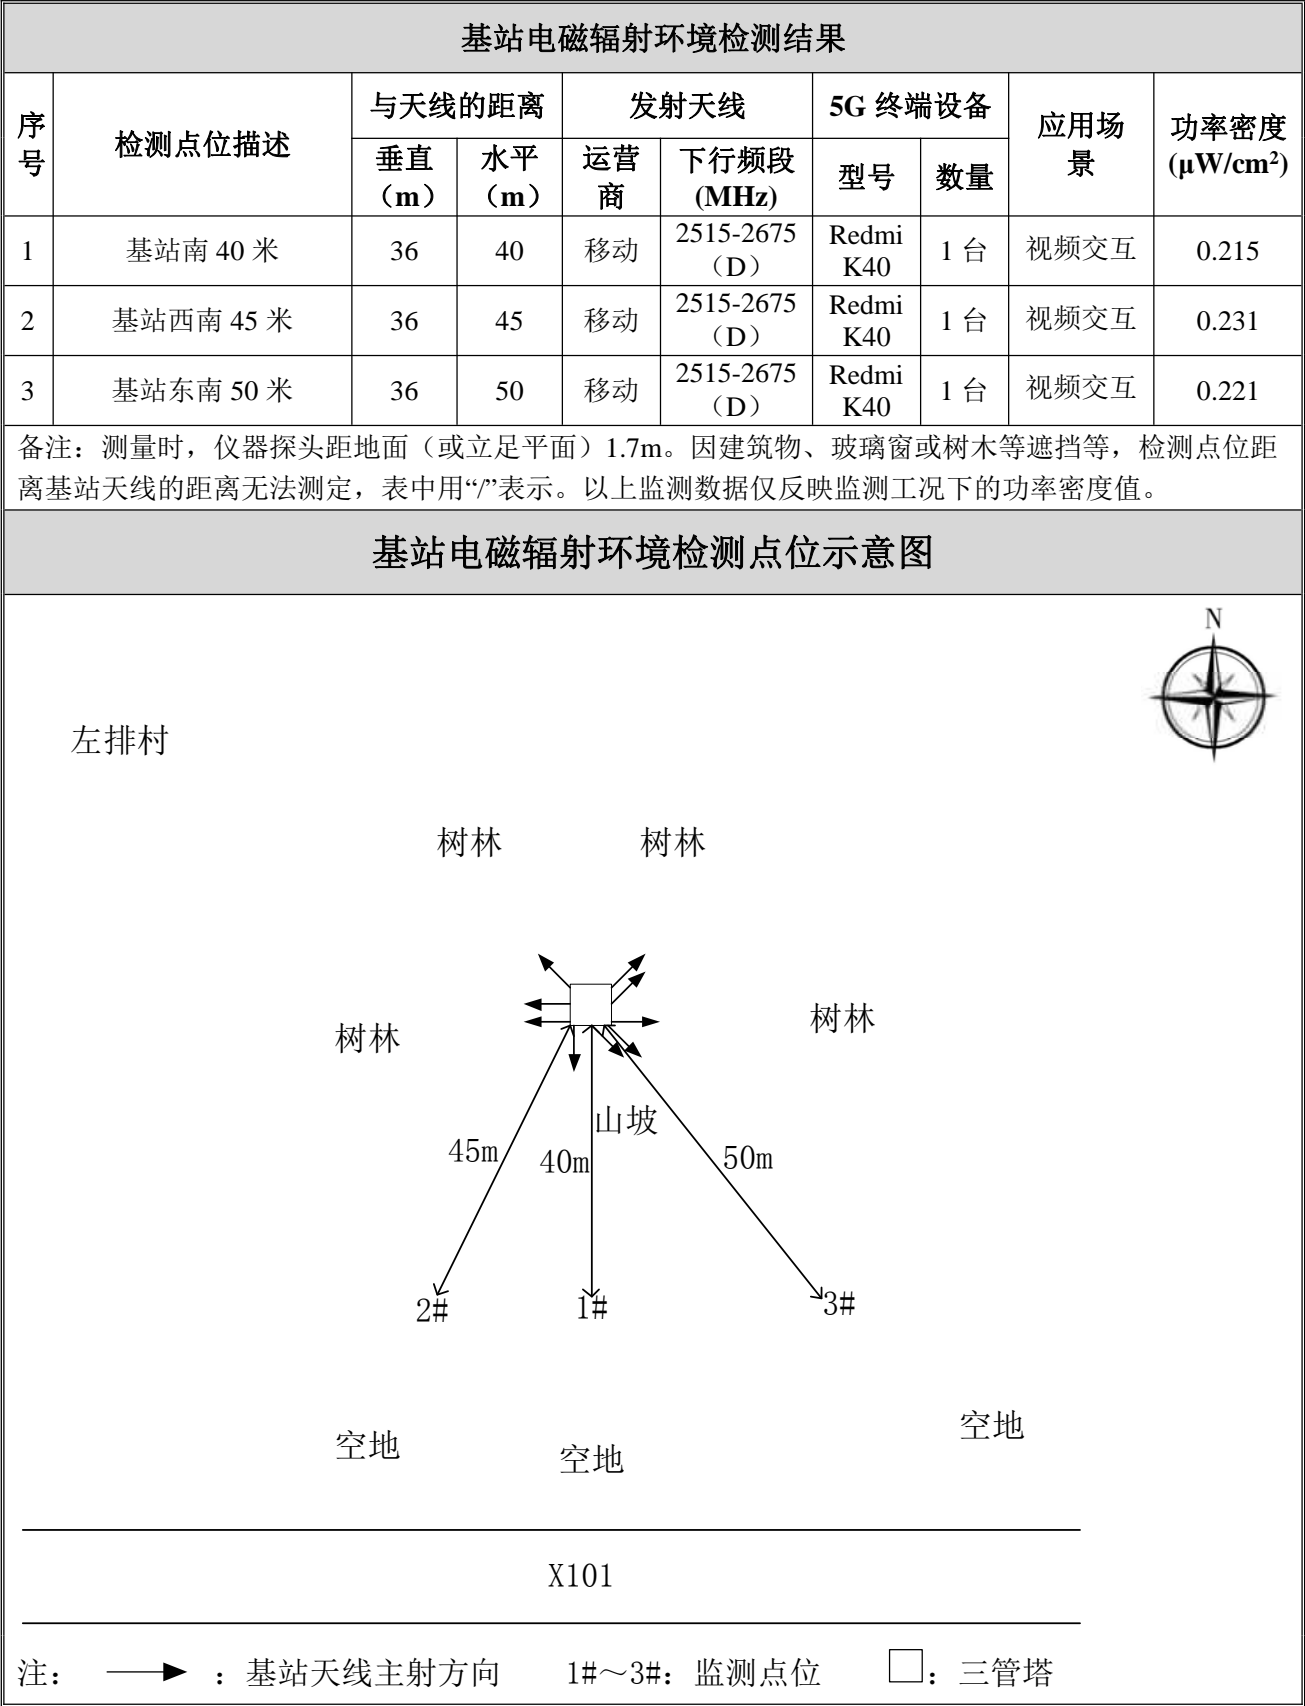 基站电磁辐射环境检测结果
序号 检测点位描述 与天线的距离 发射天线 5G 终端设备 应用场景 功率密度(μW/cm²)
垂直（m） 水平（m） 运营商 下行频段(MHz) 型号 数量
1 基站南 40 米 36 40 移动 2515-2675（D） Redmi K40 1 台 视频交互 0.215
2 基站西南 45 米 36 45 移动 2515-2675（D） Redmi K40 1 台 视频交互 0.231
3 基站东南 50 米 36 50 移动 2515-2675（D） Redmi K40 1 台 视频交互 0.221
备注：测量时，仪器探头距地面（或立足平面）1.7m。因建筑物、玻璃窗或树木等遮挡等，检测点位距
离基站天线的距离无法测定，表中用“/”表示。以上监测数据仅反映监测工况下的功率密度值。
基站电磁辐射环境检测点位示意图
N
左排村
树林 树林
树林 树林
山坡
45m 40m 50m
2# 1# 3#
空地 空地 空地
X101
注： ：基站天线主射方向 1#～3#：监测点位 ：三管塔